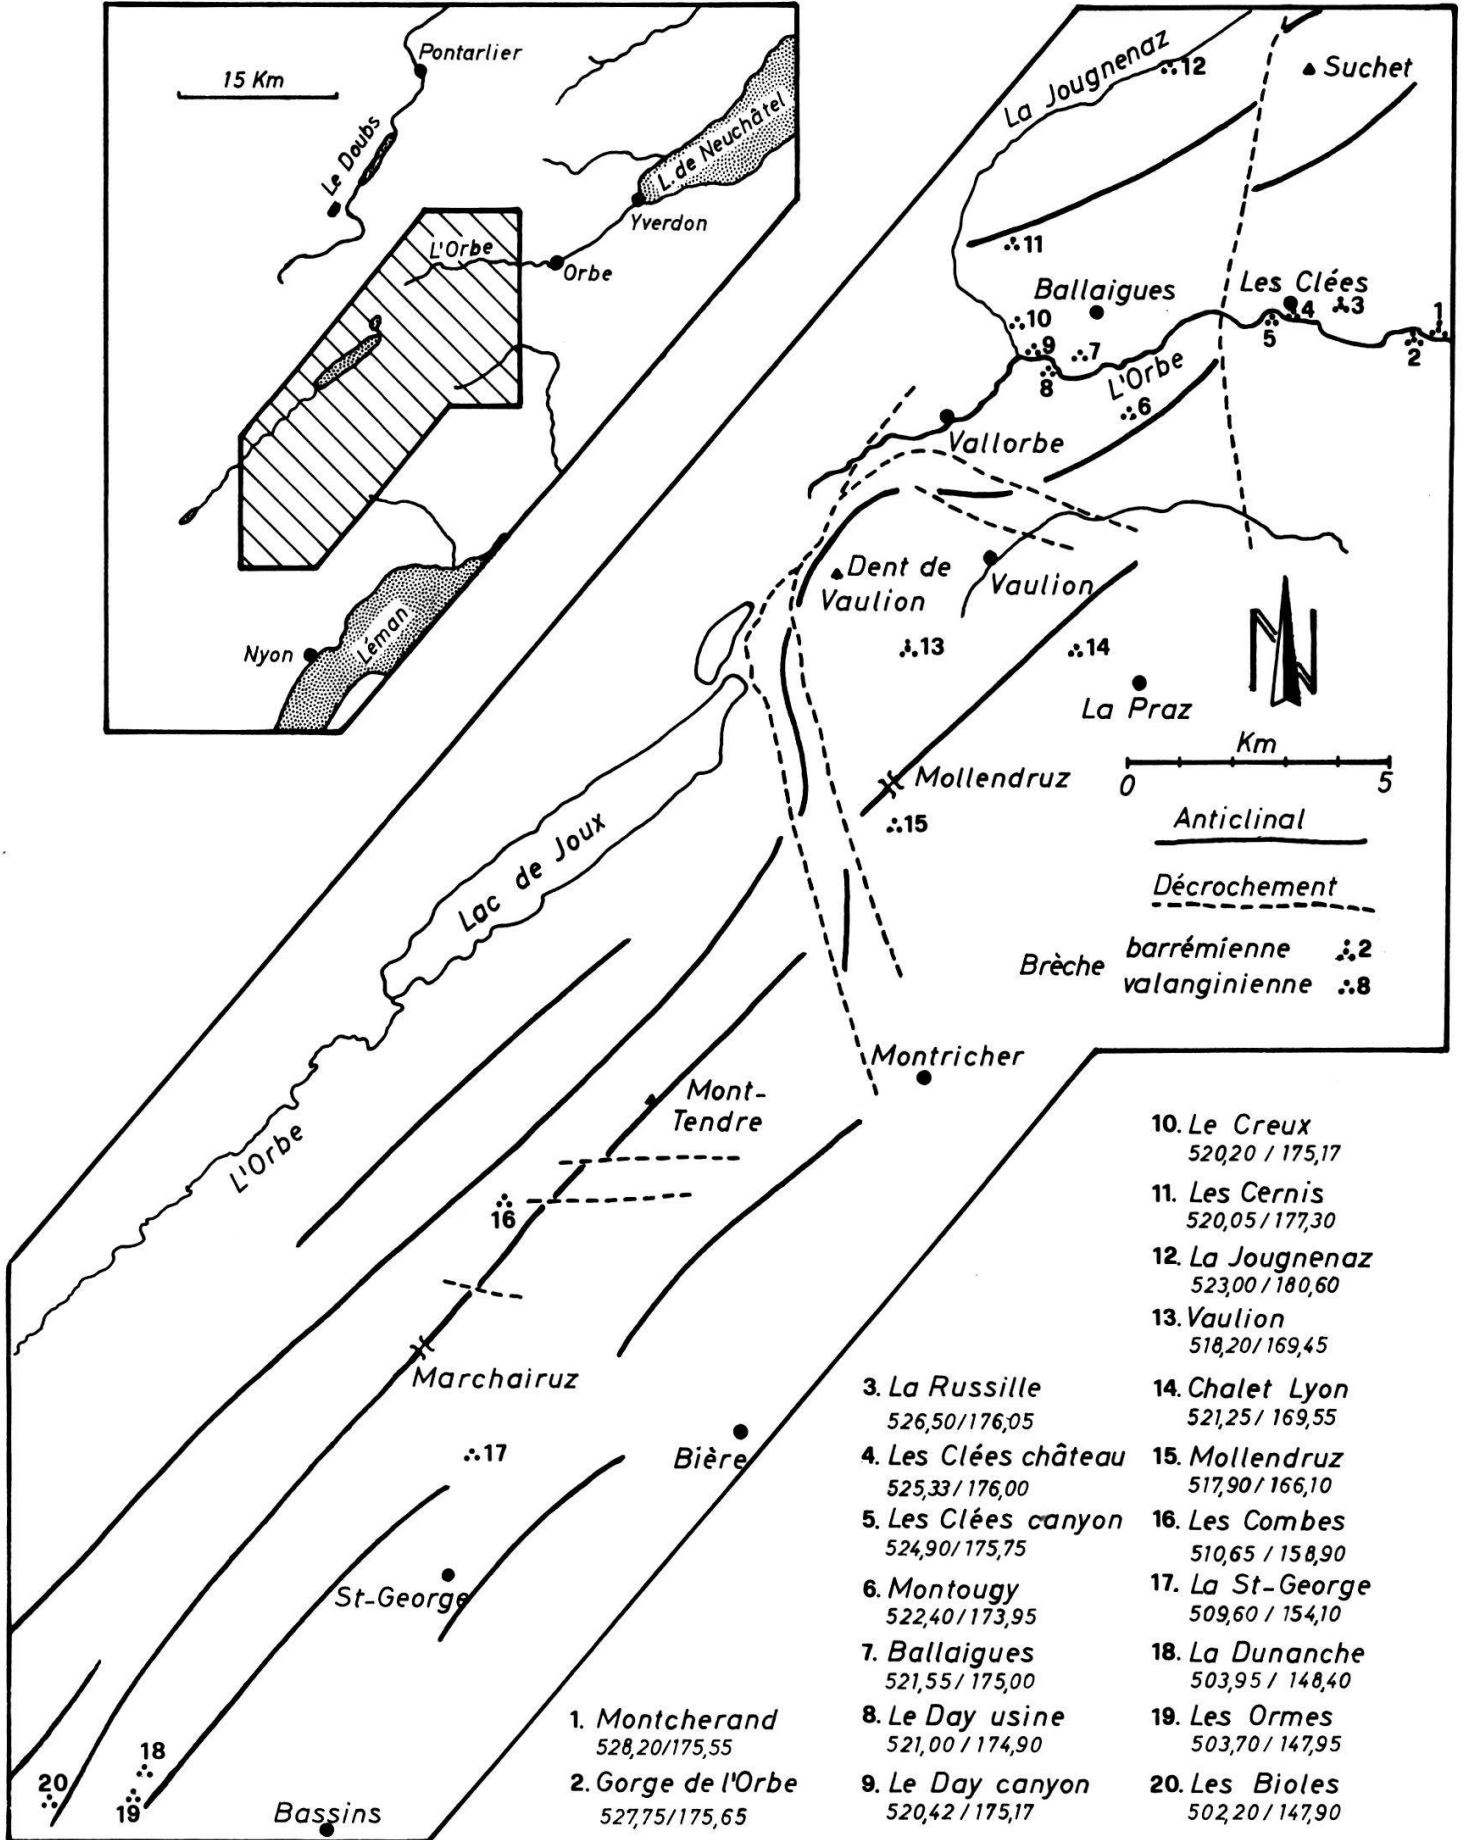 Pontarlier
15 Km
Le Doubs
L. de Neuchâtel
Yverdon
L'Orbe
Orbe
Léman
Nyon
La Jougnenaz
12
Suchet
11
Ballaigues
Les Clées
10
9
7
8
5
4
3
2
1
L'Orbe
6
Vallorbe
Dent de
Vaulion
Vaulion
13
14
La Praz
Km
0 5
Mollendruz
15
Anticlinal
Décrochement
Brèche
barrémienne 2
valanginienne 8
Lac de Joux
L'Orbe
Montricher
Mont-
Tendre
16
Marchairuz
17
Bière
St-George
18
19
20
Bassins
1. Montcherand
528,20/175,55
2. Gorge de l'Orbe
527,75/175,65
3. La Russille
526,50/176,05
4. Les Clées château
525,33/176,00
5. Les Clées canyon
524,90/175,75
6. Montougy
522,40/173,95
7. Ballaigues
521,55/175,00
8. Le Day usine
521,00/174,90
9. Le Day canyon
520,42/175,17
10. Le Creux
520,20/175,17
11. Les Cernis
520,05/177,30
12. La Jougnenaz
523,00/180,60
13. Vaulion
518,20/169,45
14. Chalet Lyon
521,25/169,55
15. Mollendruz
517,90/166,10
16. Les Combes
510,65/158,90
17. La St-George
509,60/154,10
18. La Dunanche
503,95/148,40
19. Les Ormes
503,70/147,95
20. Les Bioles
502,20/147,90